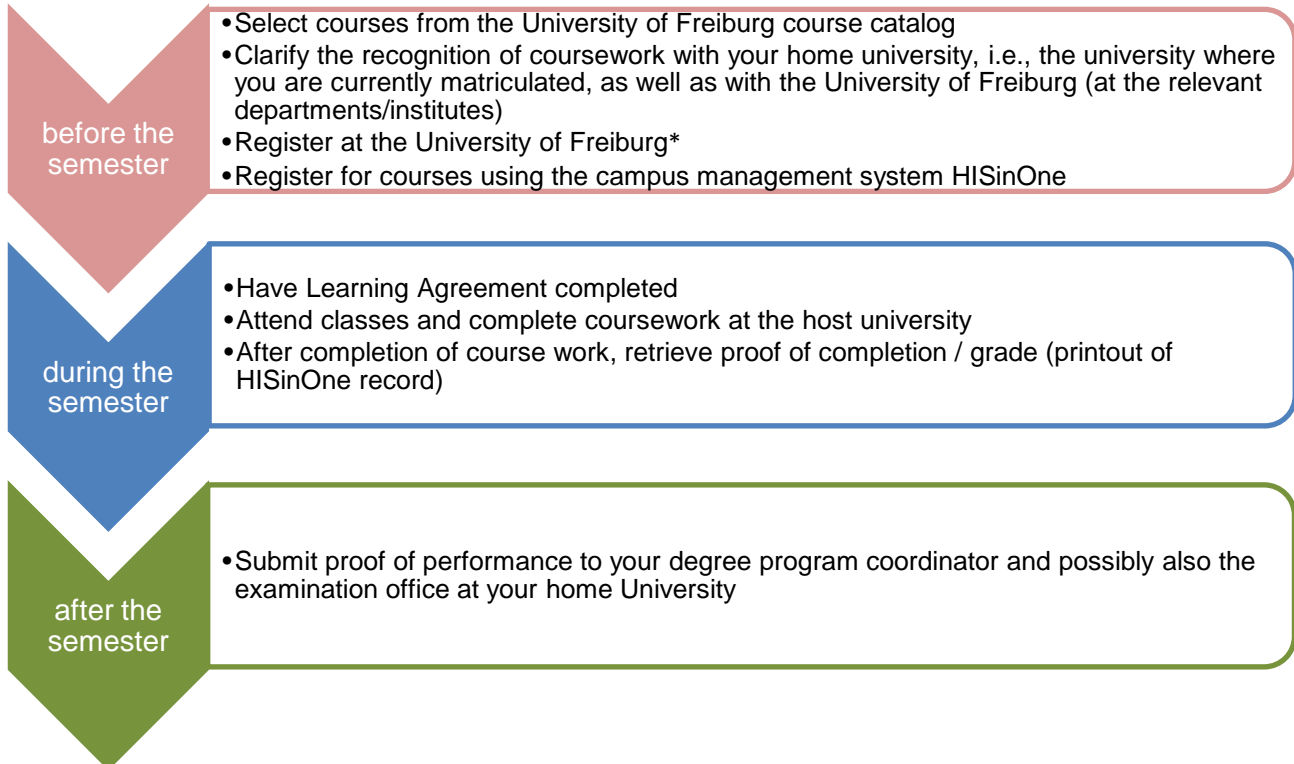 before the
semester
•Select courses from the University of Freiburg course catalog
•Clarify the recognition of coursework with your home university, i.e., the university where
you are currently matriculated, as well as with the University of Freiburg (at the relevant
departments/institutes)
•Register at the University of Freiburg*
•Register for courses using the campus management system HISinOne
during the
semester
•Have Learning Agreement completed
•Attend classes and complete coursework at the host university
•After completion of course work, retrieve proof of completion / grade (printout of
HISinOne record)
after the
semester
•Submit proof of performance to your degree program coordinator and possibly also the
examination office at your home University